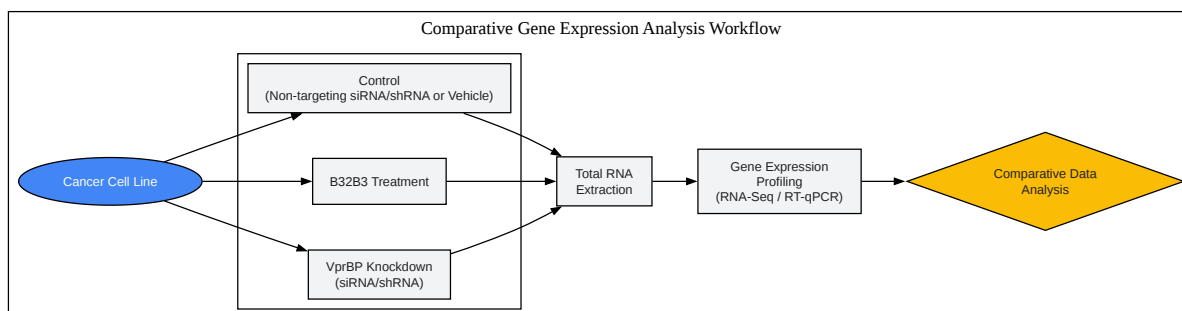 Comparative Gene Expression Analysis Workflow
Control
(Non-targeting siRNA/shRNA or Vehicle)
Cancer Cell Line
B32B3 Treatment
VprBP Knockdown
(siRNA/shRNA)
Total RNA
Extraction
Gene Expression
Profiling
(RNA-Seq / RT-qPCR)
Comparative Data
Analysis